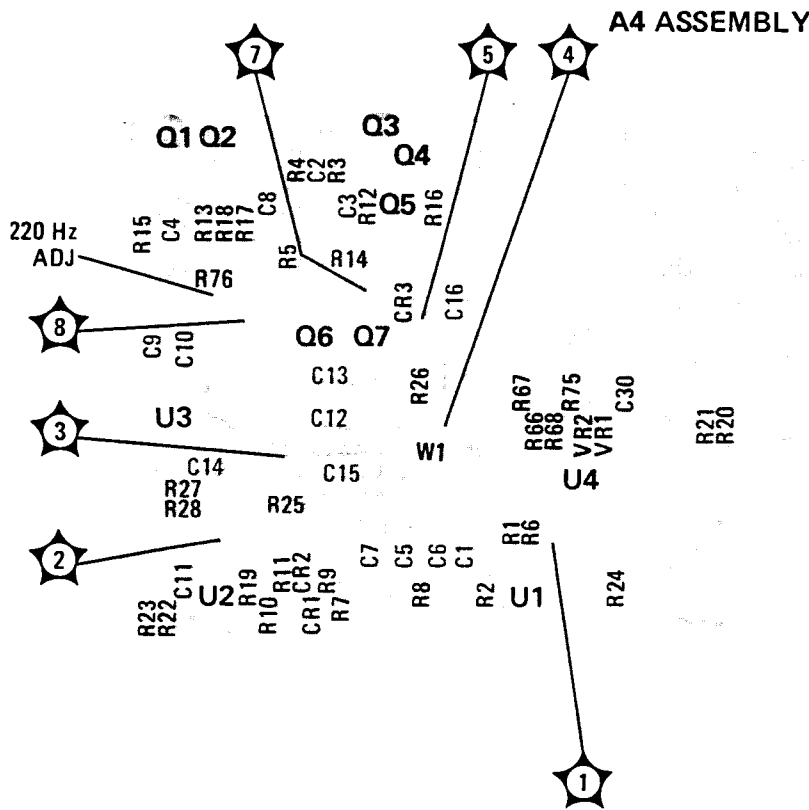 A4 ASSEMBLY
7
5
4
Q1 Q2
Q3
Q4
R4
C2
R3
C8
C3
R12
Q5
R16
R15
C4
R13
R18
R17
220 Hz
ADJ
R5
R14
R76
CR3
C16
8
C9
C10
Q6
Q7
C13
R26
R67
R75
C30
U3
C12
R66
R68
VR2
VR1
R21
R20
3
W1
C14
C15
U4
R27
R28
R25
R1
R6
2
C11
U2
R19
R11
CR2
R9
C7
C5
C6
C1
R8
R2
U1
R24
R23
R22
R10
CR1
R7
1